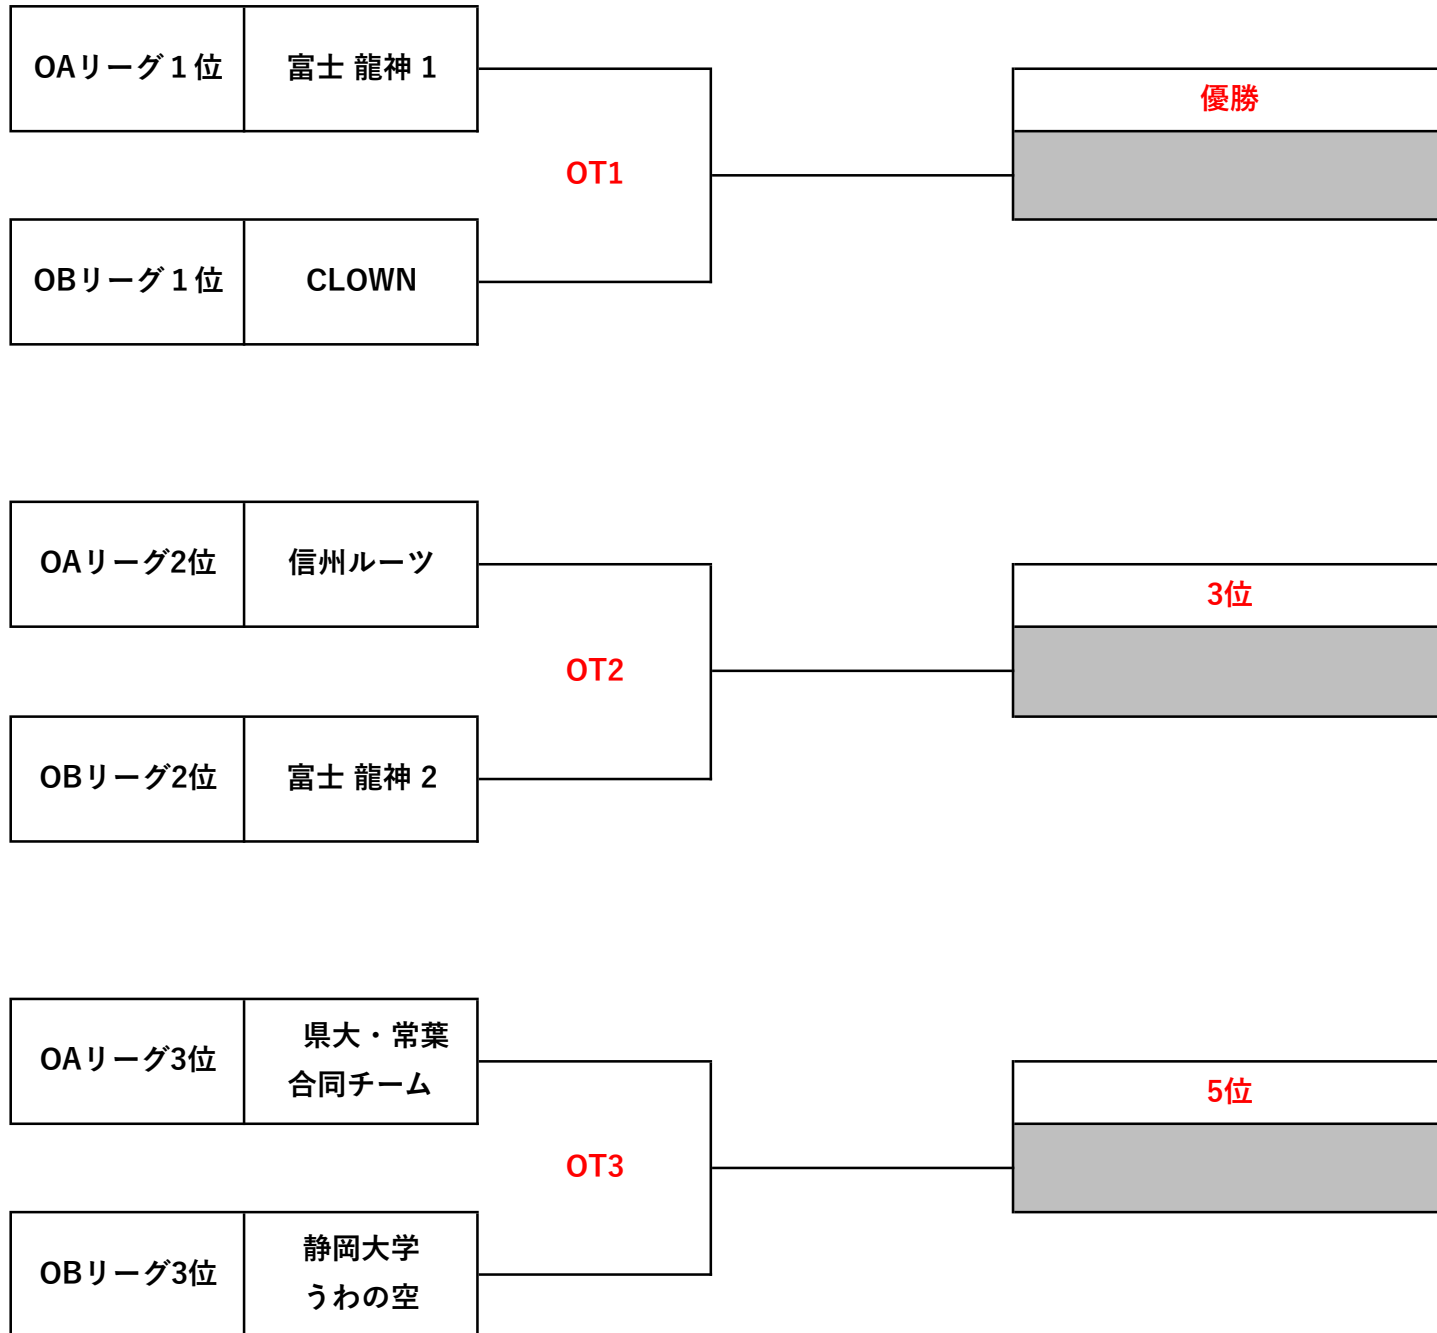 OAリーグ１位 富士 龍神 1
優勝
OT1
OBリーグ１位 CLOWN
OAリーグ2位 信州ルーツ
3位
OT2
OBリーグ2位 富士 龍神 2
OAリーグ3位 県大・常葉
合同チーム
5位
OT3
OBリーグ3位 静岡大学
うわの空